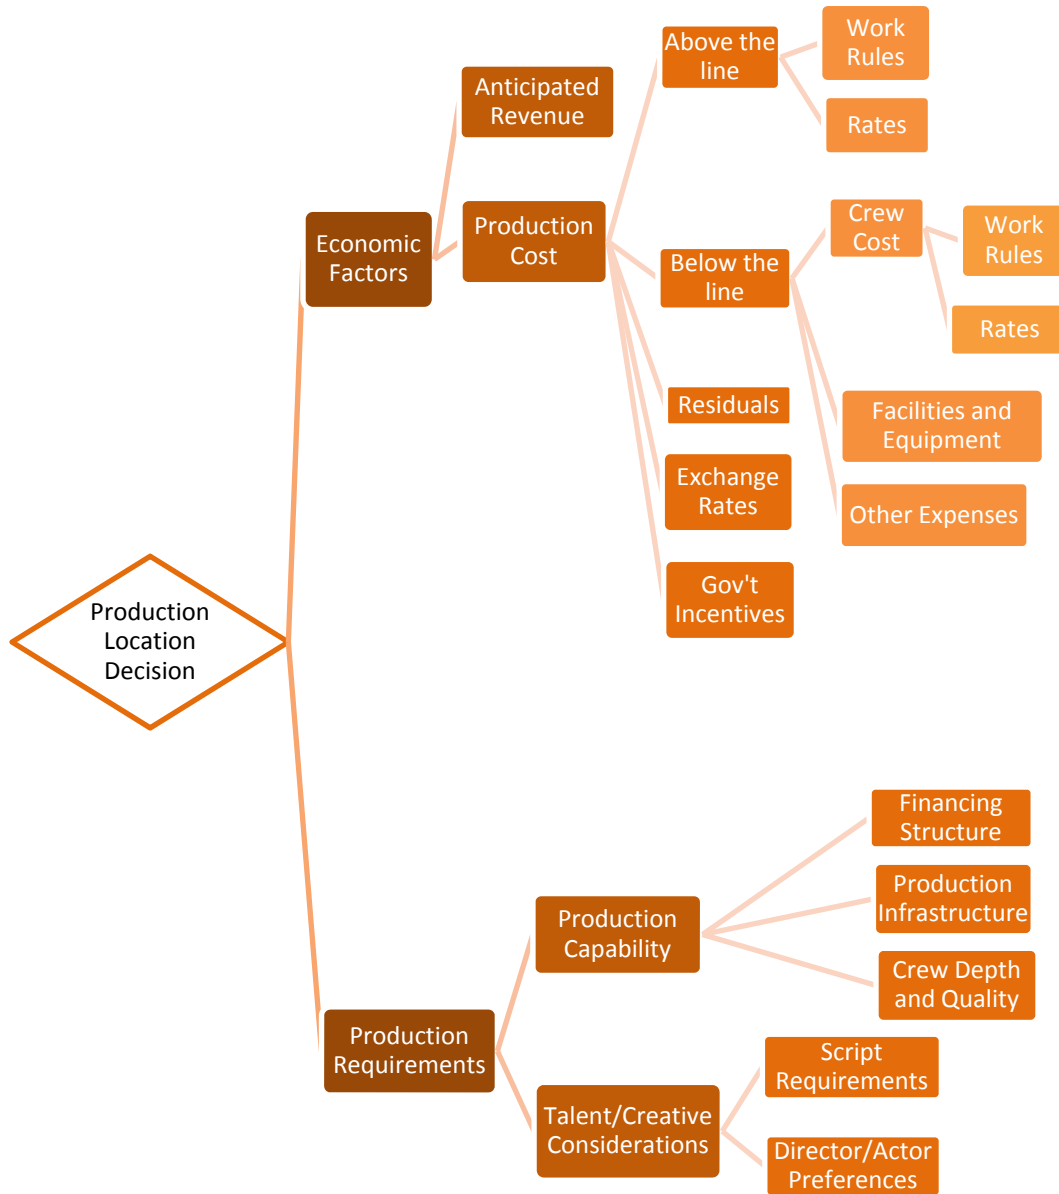 Production
Location
Decision
Economic
Factors
Anticipated
Revenue
Production
Cost
Above the
line
Work
Rules
Rates
Below the
line
Crew
Cost
Work
Rules
Rates
Facilities and
Equipment
Other Expenses
Residuals
Exchange
Rates
Gov't
Incentives
Production
Requirements
Production
Capability
Financing
Structure
Production
Infrastructure
Crew Depth
and Quality
Talent/Creative
Considerations
Script
Requirements
Director/Actor
Preferences